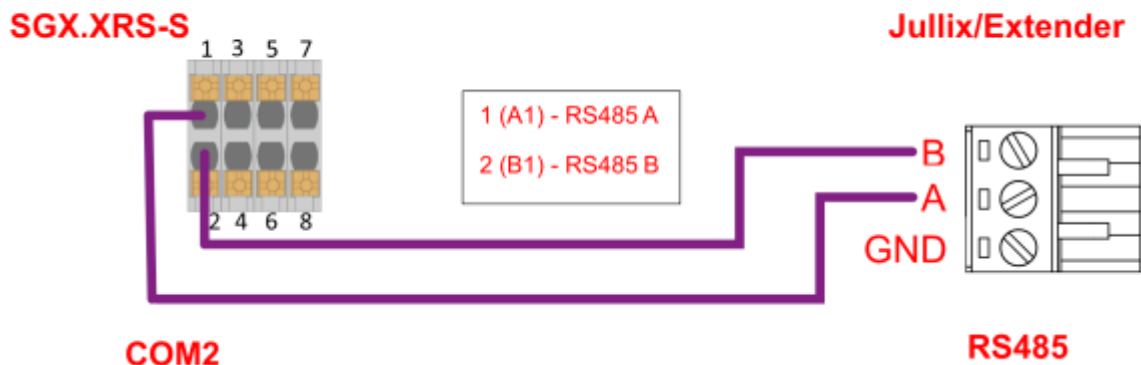 SGX.XRS-S
Jullix/Extender
1 3 5 7
1 (A1) - RS485 A
2 (B1) - RS485 B
B
A
GND
2 4 6 8
COM2
RS485